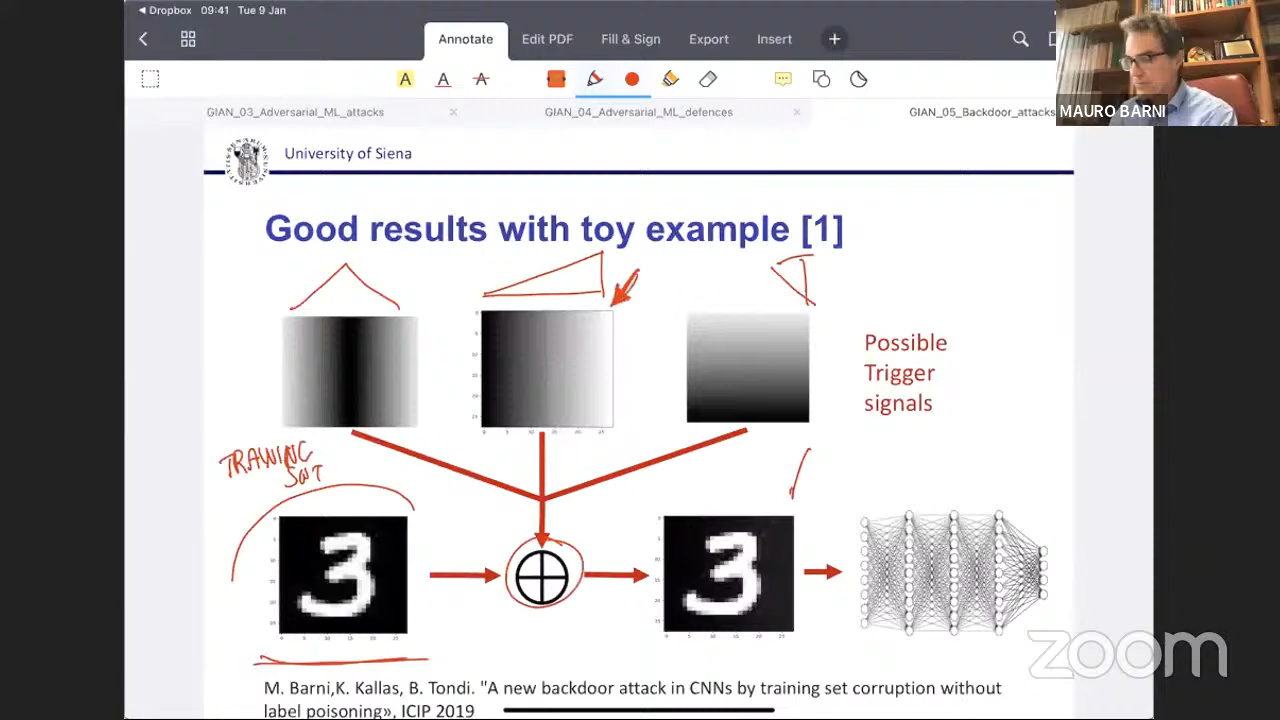 Dropbox 09:41 Tue 9 Jan
Annotate Edit PDF Fill & Sign Export Insert
A A A
GIAN_03_Adversarial_ML_attacks GIAN_04_Adversarial_ML_defences GIAN_05_Backdoor_attacks
MAURO BARNI
University of Siena
Good results with toy example [1]
Possible
Trigger
signals
TRAINING
SET
3 3
zoom
M. Barni,K. Kallas, B. Tondi. "A new backdoor attack in CNNs by training set corruption without
label poisoning», ICIP 2019